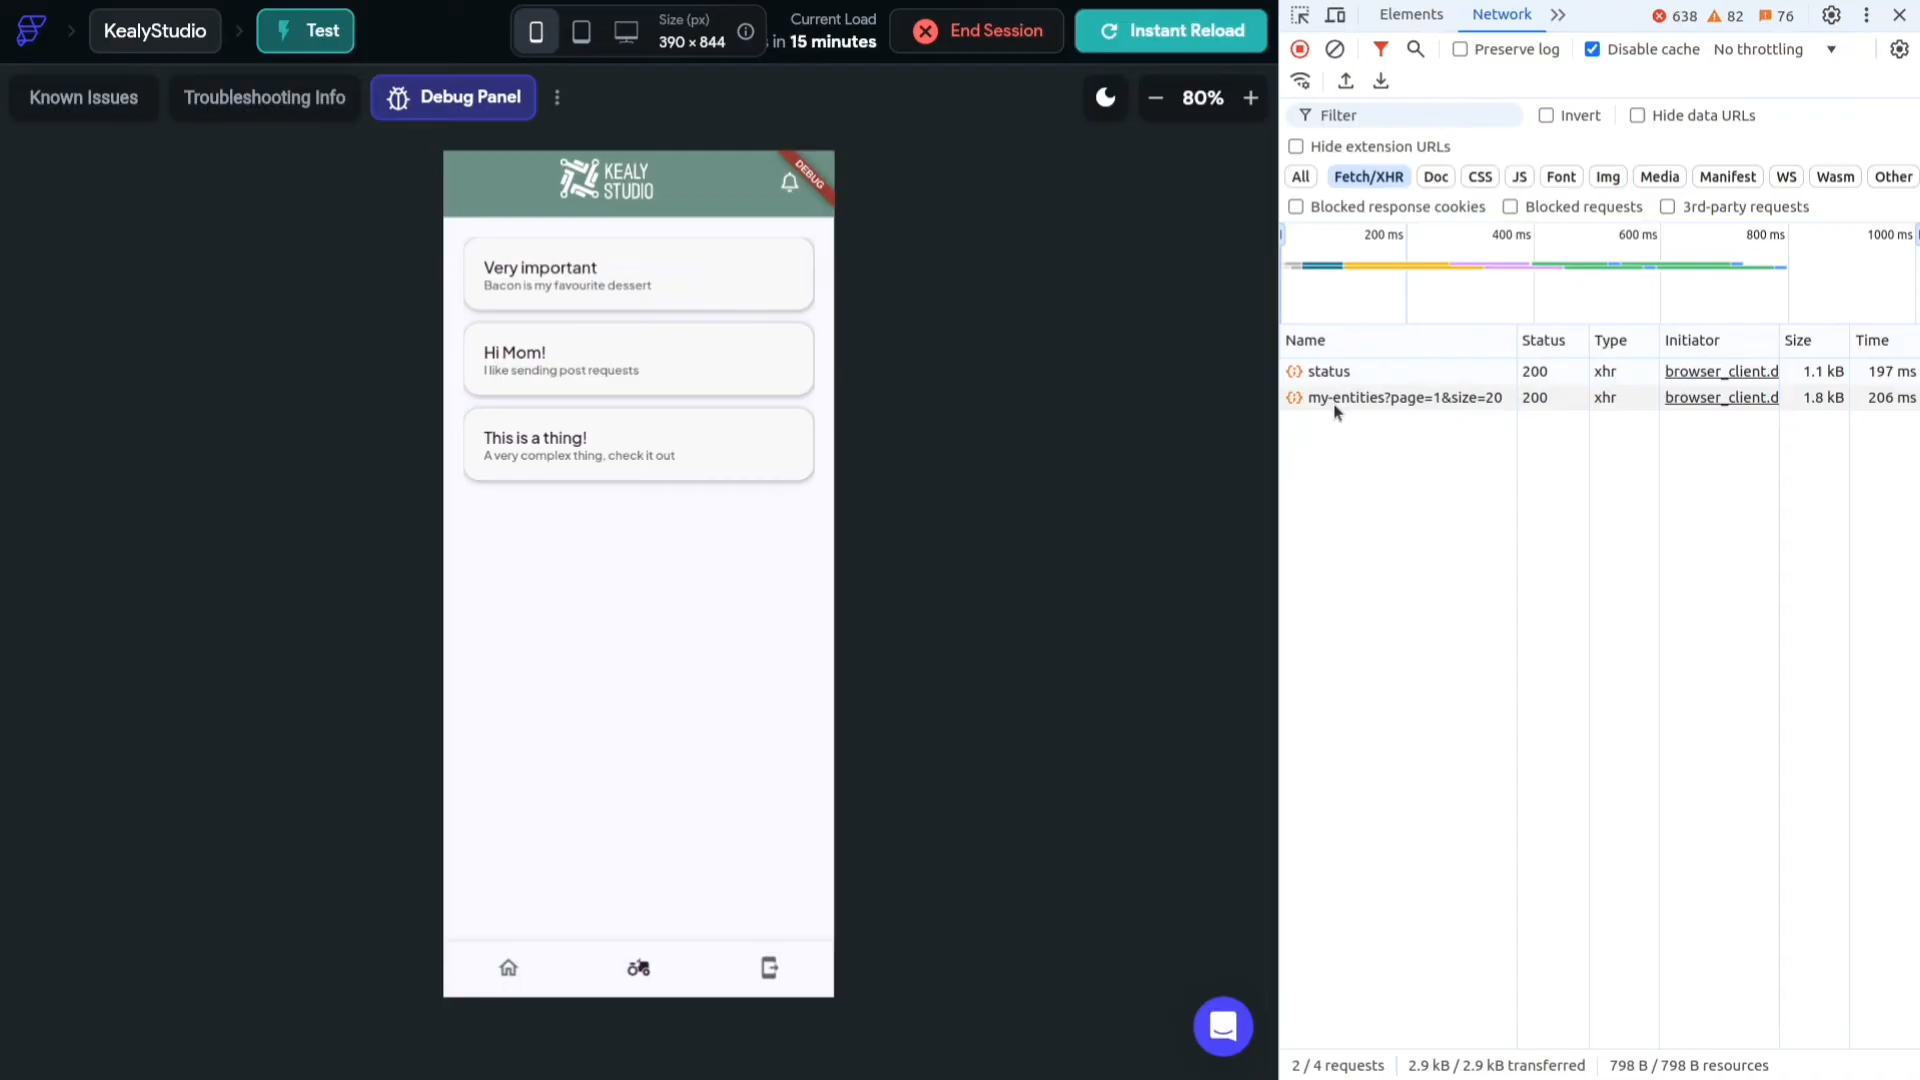 KealyStudio
Test
Size (px)
390 × 844
Current Load
in 15 minutes
End Session
Instant Reload
Known Issues
Troubleshooting Info
Debug Panel
80%
KEALY
STUDIO
DEBUG
Very important
Bacon is my favourite dessert
Hi Mom!
I like sending post requests
This is a thing!
A very complex thing, check it out
Elements
Network
638
82
76
Preserve log
Disable cache
No throttling
Filter
Invert
Hide data URLs
Hide extension URLs
All
Fetch/XHR
Doc
CSS
JS
Font
Img
Media
Manifest
WS
Wasm
Other
Blocked response cookies
Blocked requests
3rd-party requests
200 ms
400 ms
600 ms
800 ms
1000 ms
Name Status Type Initiator Size Time
status 200 xhr browser_client.d 1.1 kB 197 ms
my-entities?page=1&size=20 200 xhr browser_client.d 1.8 kB 206 ms
2 / 4 requests
2.9 kB / 2.9 kB transferred
798 B / 798 B resources